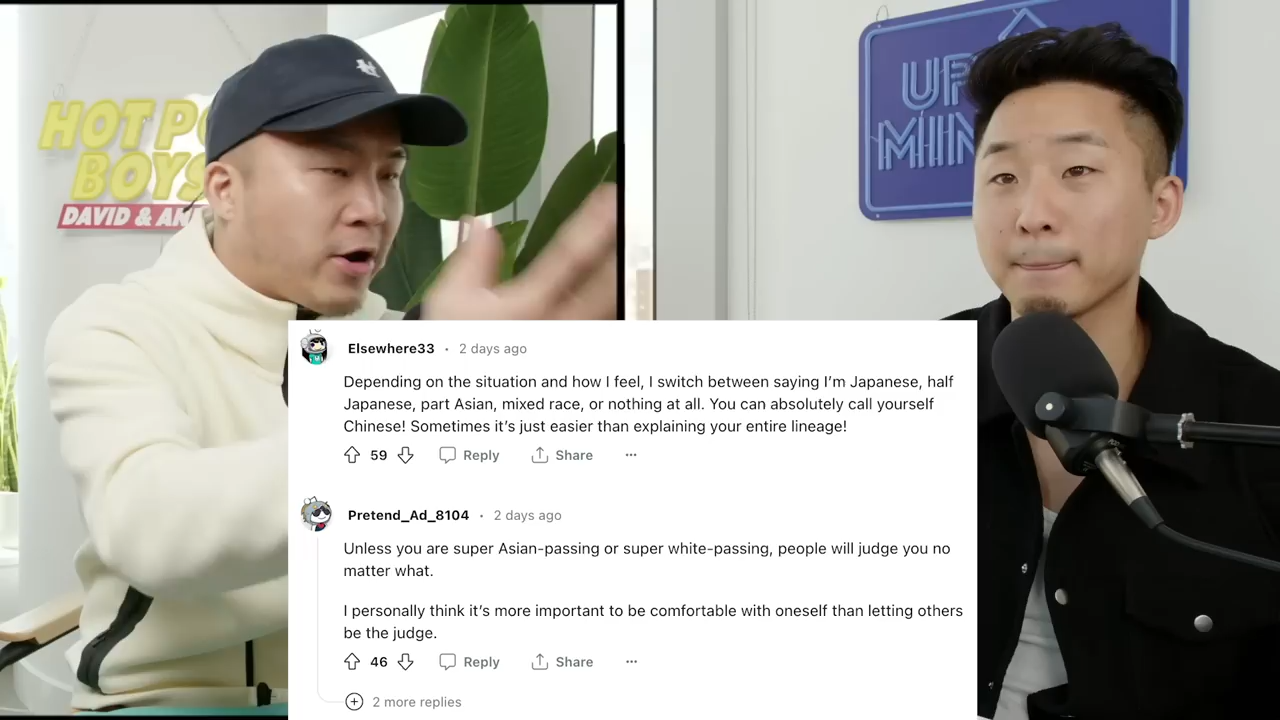 HOT PO
BOYS
DAVID & AN
UP
MIN
Elsewhere33 · 2 days ago
Depending on the situation and how I feel, I switch between saying I'm Japanese, half
Japanese, part Asian, mixed race, or nothing at all. You can absolutely call yourself
Chinese! Sometimes it's just easier than explaining your entire lineage!
59 Reply Share ···
Pretend_Ad_8104 · 2 days ago
Unless you are super Asian-passing or super white-passing, people will judge you no
matter what.
I personally think it's more important to be comfortable with oneself than letting others
be the judge.
46 Reply Share ···
2 more replies